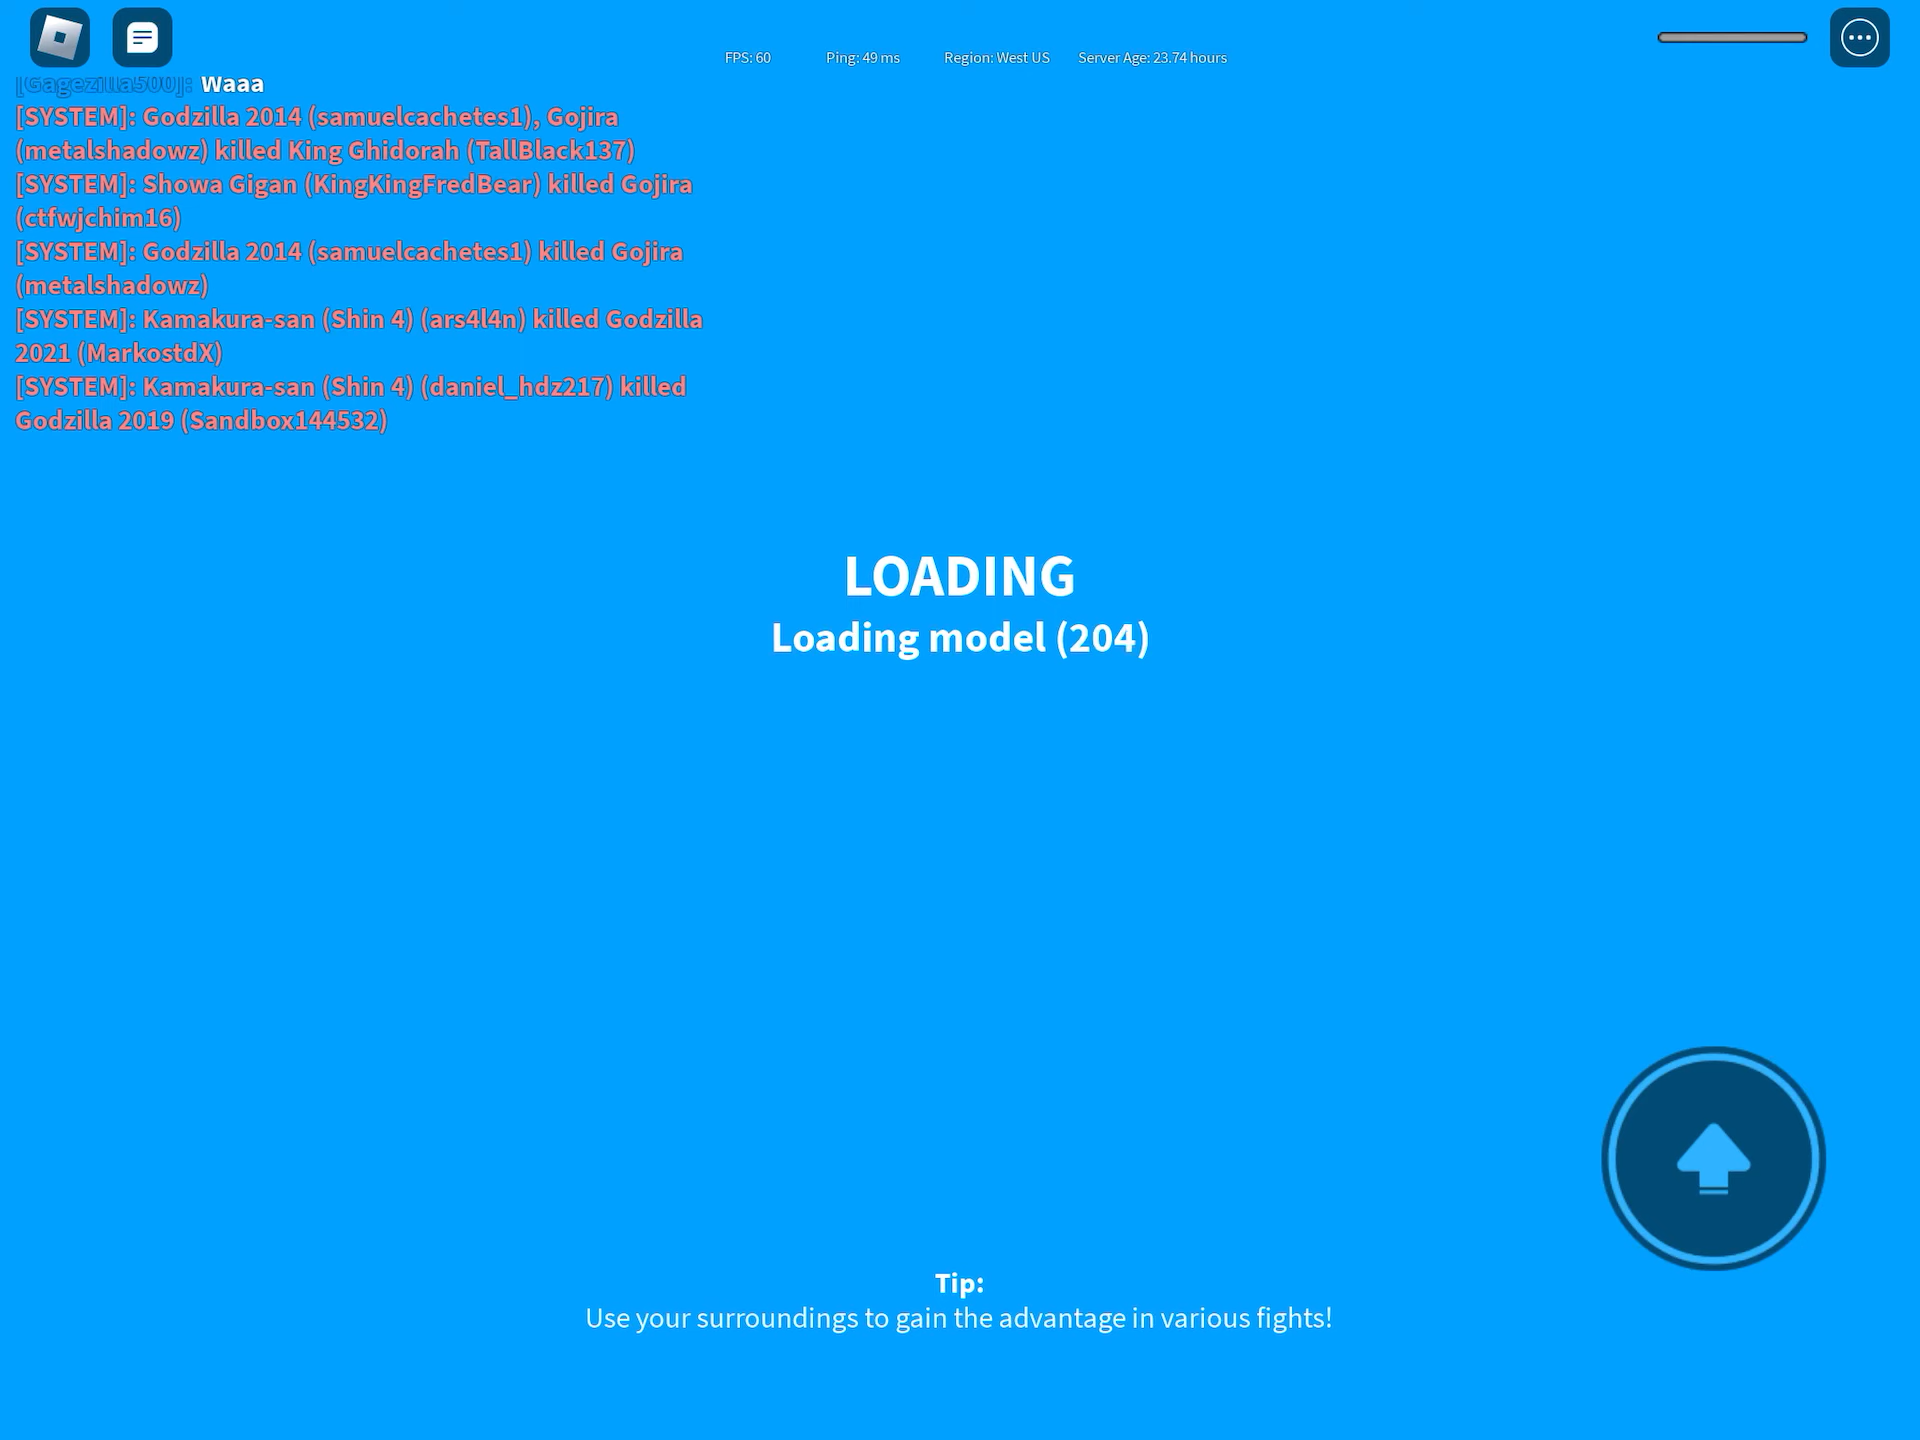 FPS: 60 Ping: 49 ms Region: West US Server Age: 23.74 hours
[Gagezilla500]: Waaa
[SYSTEM]: Godzilla 2014 (samuelcachetes1), Gojira
(metalshadowz) killed King Ghidorah (TallBlack137)
[SYSTEM]: Showa Gigan (KingKingFredBear) killed Gojira
(ctfwjchim16)
[SYSTEM]: Godzilla 2014 (samuelcachetes1) killed Gojira
(metalshadowz)
[SYSTEM]: Kamakura-san (Shin 4) (ars4l4n) killed Godzilla
2021 (MarkostdX)
[SYSTEM]: Kamakura-san (Shin 4) (daniel_hdz217) killed
Godzilla 2019 (Sandbox144532)
LOADING
Loading model (204)
Tip:
Use your surroundings to gain the advantage in various fights!